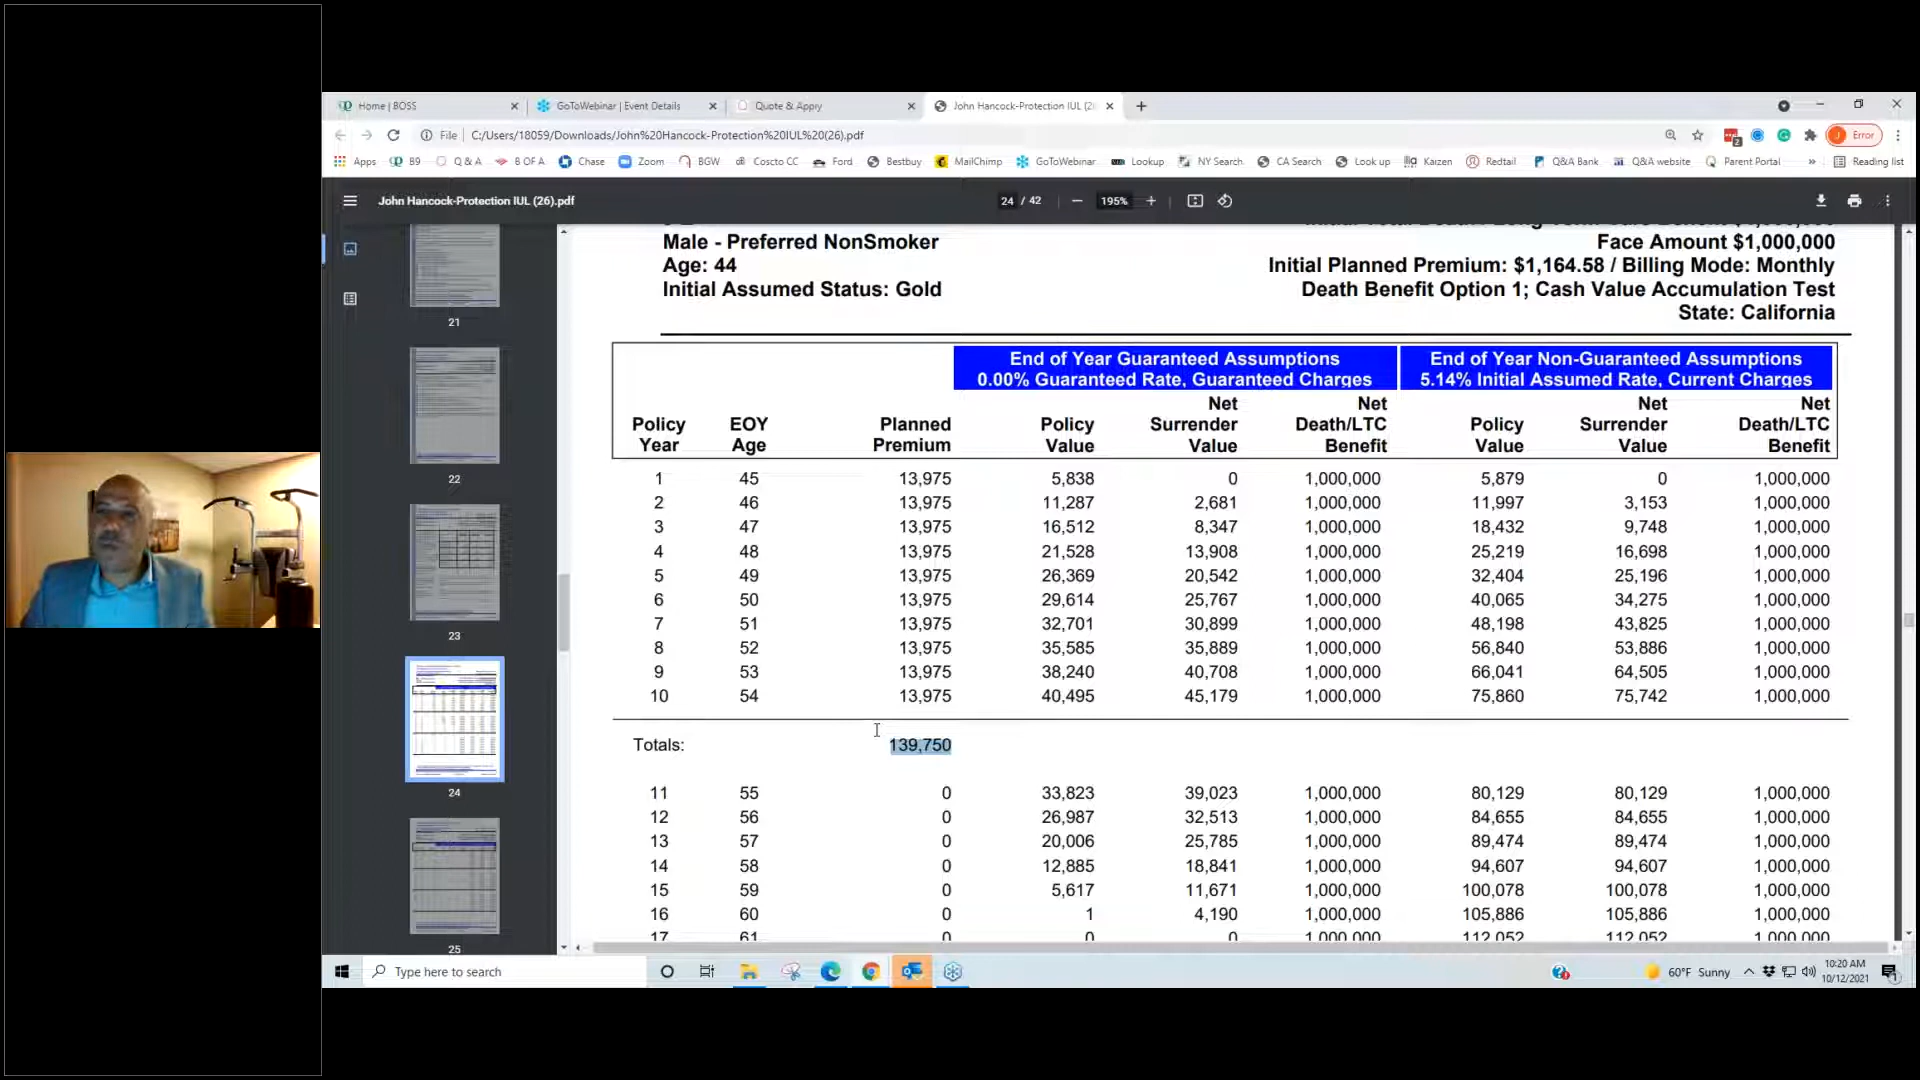 Home | BOSS
GoToWebinar | Event Details
Quote & Appry
John Hancock-Protection IUL (2
File C:/Users/18059/Downloads/John%20Hancock-Protection%20IUL%20(26).pdf
Error
Apps B9 Q & A B OF A Chase Zoom BGW Coscto CC Ford Bestbuy MailChimp GoToWebinar Lookup NY Search CA Search Look up Kaizen Redtail Q&A Bank Q&A website Parent Portal » Reading list
John Hancock-Protection IUL (26).pdf 24 / 42 195%
21
22
23
24
25
Male - Preferred NonSmoker
Age: 44
Initial Assumed Status: Gold
Face Amount $1,000,000
Initial Planned Premium: $1,164.58 / Billing Mode: Monthly
Death Benefit Option 1; Cash Value Accumulation Test
State: California
End of Year Guaranteed Assumptions
0.00% Guaranteed Rate, Guaranteed Charges
End of Year Non-Guaranteed Assumptions
5.14% Initial Assumed Rate, Current Charges
Policy Year EOY Age Planned Premium Policy Value Net Surrender Value Net Death/LTC Benefit Policy Value Net Surrender Value Net Death/LTC Benefit
1 45 13,975 5,838 0 1,000,000 5,879 0 1,000,000
2 46 13,975 11,287 2,681 1,000,000 11,997 3,153 1,000,000
3 47 13,975 16,512 8,347 1,000,000 18,432 9,748 1,000,000
4 48 13,975 21,528 13,908 1,000,000 25,219 16,698 1,000,000
5 49 13,975 26,369 20,542 1,000,000 32,404 25,196 1,000,000
6 50 13,975 29,614 25,767 1,000,000 40,065 34,275 1,000,000
7 51 13,975 32,701 30,899 1,000,000 48,198 43,825 1,000,000
8 52 13,975 35,585 35,889 1,000,000 56,840 53,886 1,000,000
9 53 13,975 38,240 40,708 1,000,000 66,041 64,505 1,000,000
10 54 13,975 40,495 45,179 1,000,000 75,860 75,742 1,000,000
Totals: 139,750
11 55 0 33,823 39,023 1,000,000 80,129 80,129 1,000,000
12 56 0 26,987 32,513 1,000,000 84,655 84,655 1,000,000
13 57 0 20,006 25,785 1,000,000 89,474 89,474 1,000,000
14 58 0 12,885 18,841 1,000,000 94,607 94,607 1,000,000
15 59 0 5,617 11,671 1,000,000 100,078 100,078 1,000,000
16 60 0 1 4,190 1,000,000 105,886 105,886 1,000,000
17 61 0 0 0 1,000,000 112,052 112,052 1,000,000
Type here to search
60°F Sunny
10:20 AM
10/12/2021